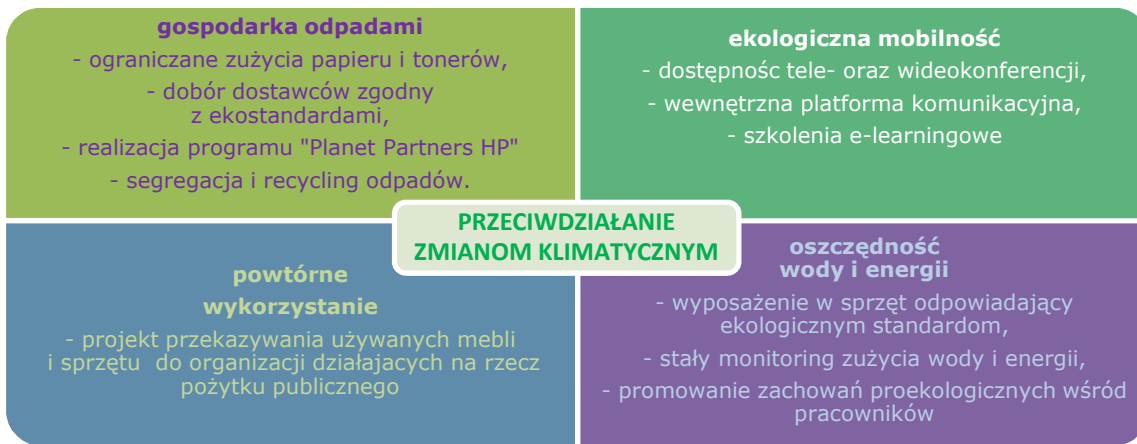 gospodarka odpadami
- ograniczane zużycia papieru i tonerów,
- dobór dostawców zgodny
z ekostandardami,
- realizacja programu "Planet Partners HP"
- segregacja i recycling odpadów.
ekologiczna mobilność
- dostępnośc tele- oraz wideokonferencji,
- wewnętrzna platforma komunikacyjna,
- szkolenia e-learningowe
PRZECIWDZIAŁANIE
ZMIANOM KLIMATYCZNYM
powtórne
wykorzystanie
- projekt przekazywania używanych mebli
i sprzętu do organizacji działajacych na rzecz
pożytku publicznego
oszczędność
wody i energii
- wyposażenie w sprzęt odpowiadający
ekologicznym standardom,
- stały monitoring zużycia wody i energii,
- promowanie zachowań proekologicznych wśród
pracowników